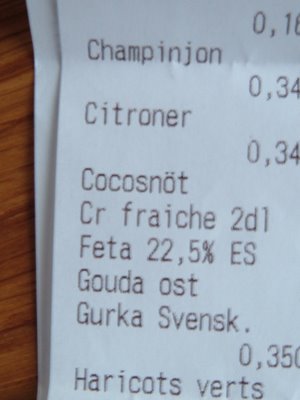 0,18
Champinjon
0,34
Citroner
0,34
Cocosnöt
Cr fraiche 2dl
Feta 22,5% ES
Gouda ost
Gurka Svensk.
0,350
Haricots verts